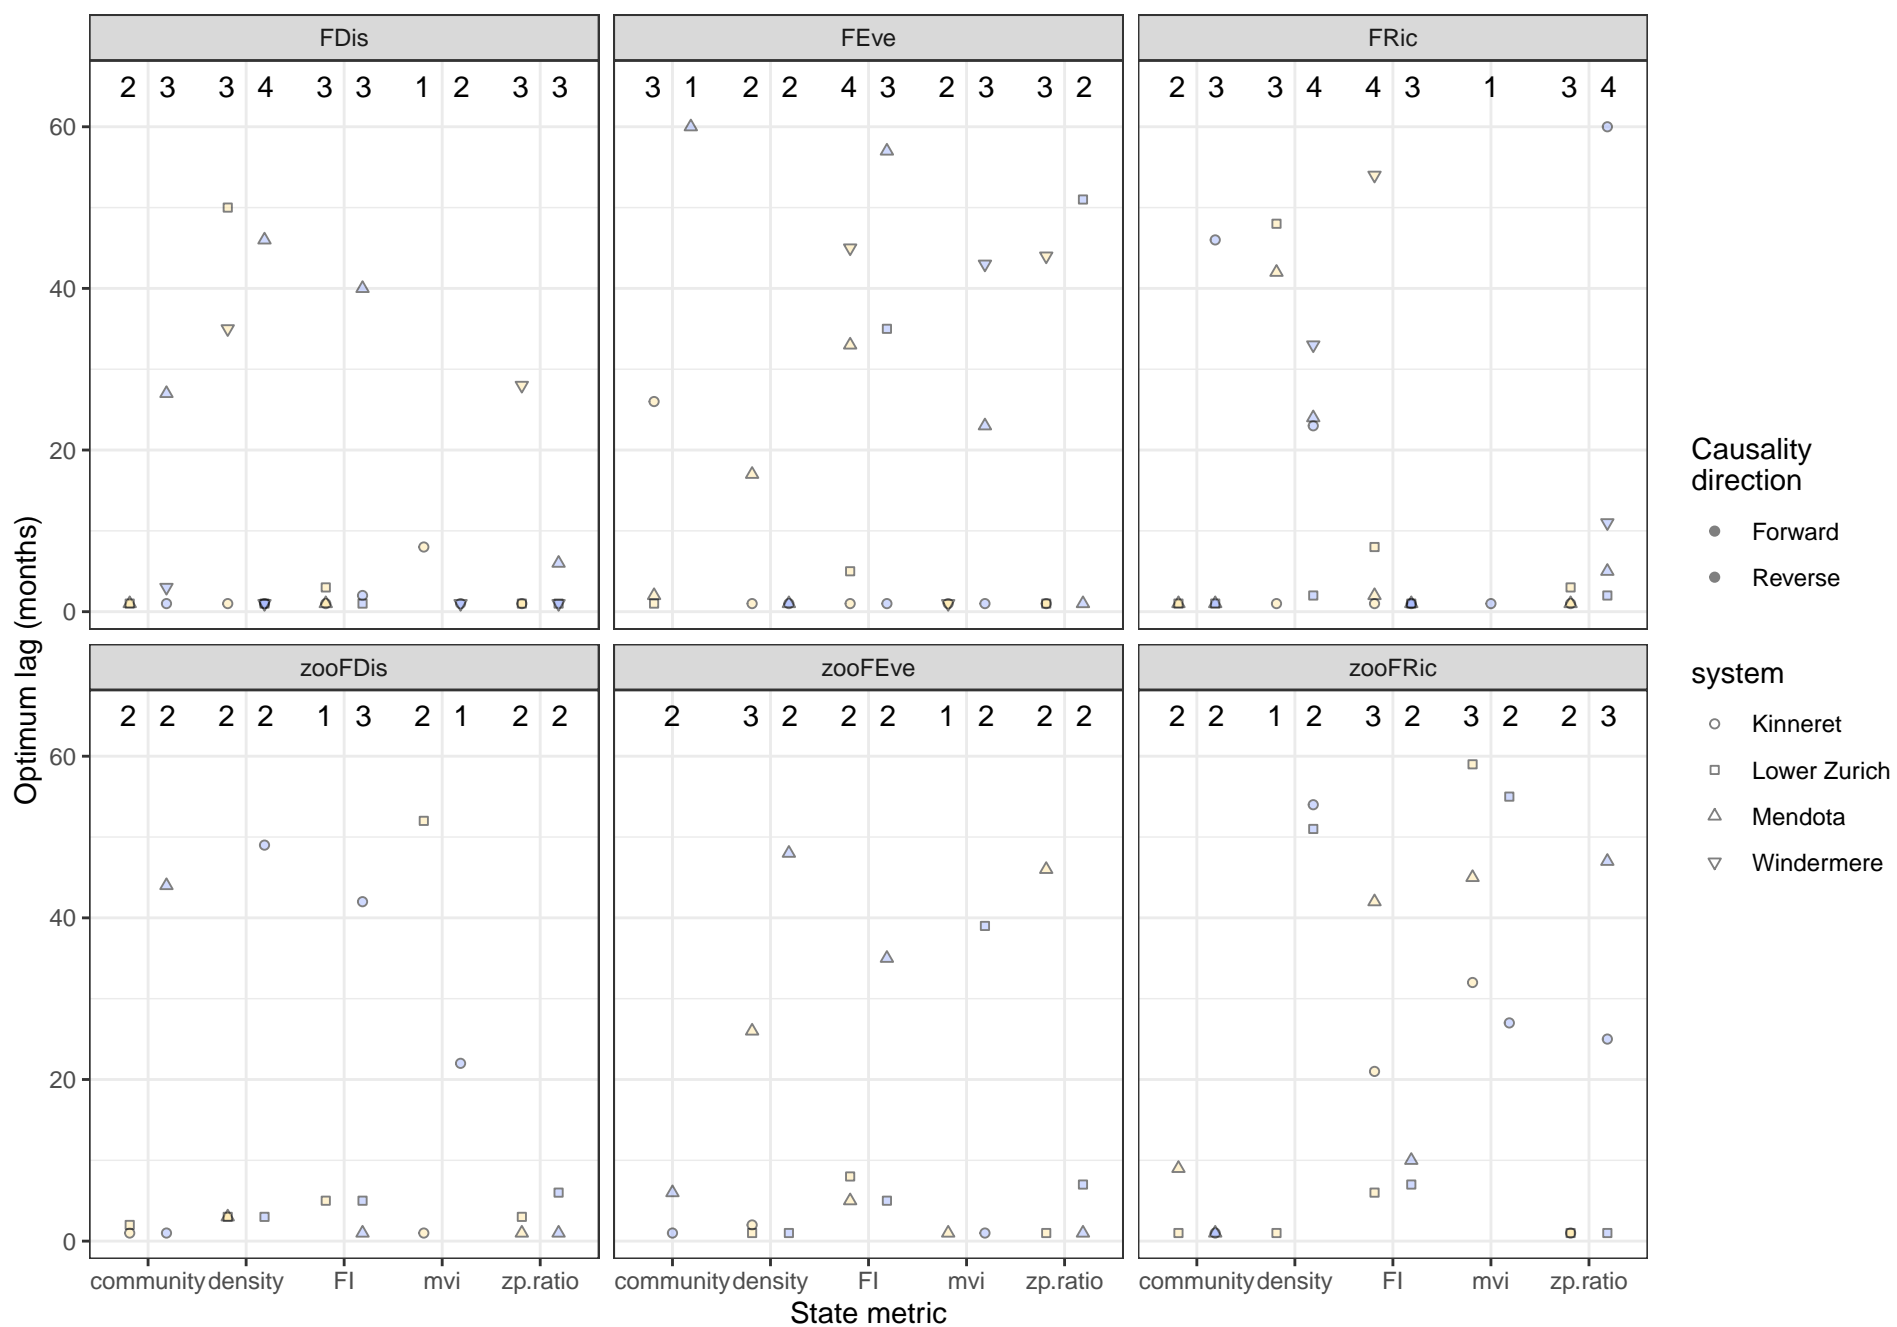 FDis
FEve
FRic
2 3 3 4 3 3 1 2 3 3
3 1 2 2 4 3 2 3 3 2
2 3 3 4 4 3 1 3 4
60
40
20
0
zooFDis
zooFEve
zooFRic
2 2 2 2 1 3 2 1 2 2
2 3 2 2 2 1 2 2 2
2 2 1 2 3 2 3 2 2 3
60
40
20
0
community density FI mvi zp.ratio
community density FI mvi zp.ratio
community density FI mvi zp.ratio
State metric
Optimum lag (months)
Causality
direction
Forward
Reverse
system
Kinneret
Lower Zurich
Mendota
Windermere